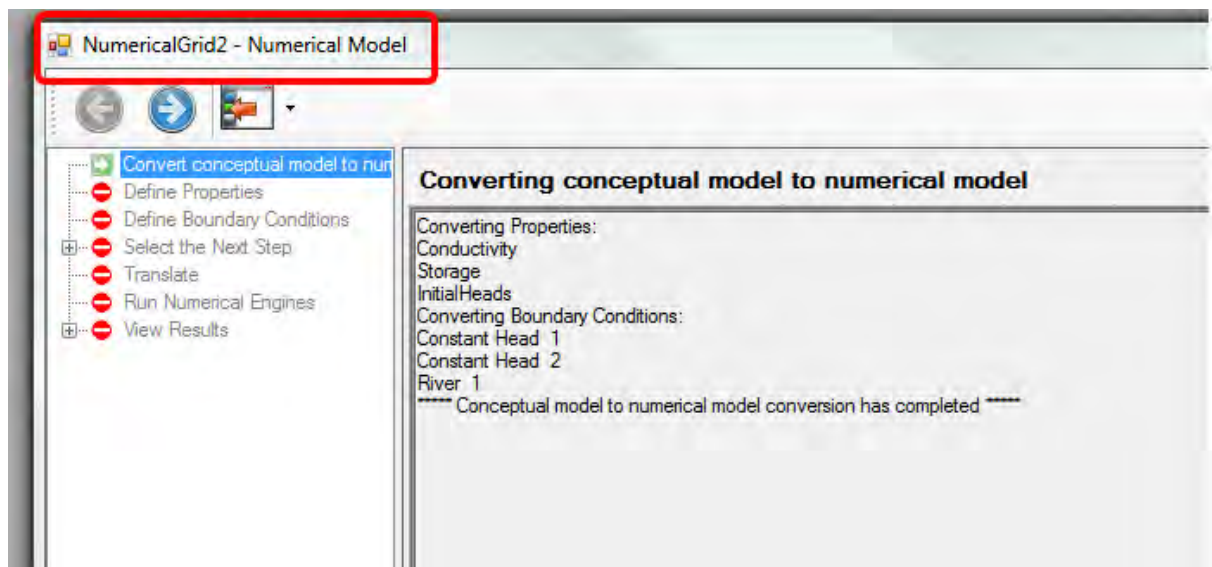 NumericalGrid2 - Numerical Model
Convert conceptual model to num
Define Properties
Define Boundary Conditions
Select the Next Step
Translate
Run Numerical Engines
View Results
Converting conceptual model to numerical model
Converting Properties:
Conductivity
Storage
InitialHeads
Converting Boundary Conditions:
Constant Head 1
Constant Head 2
River 1
***** Conceptual model to numerical model conversion has completed *****